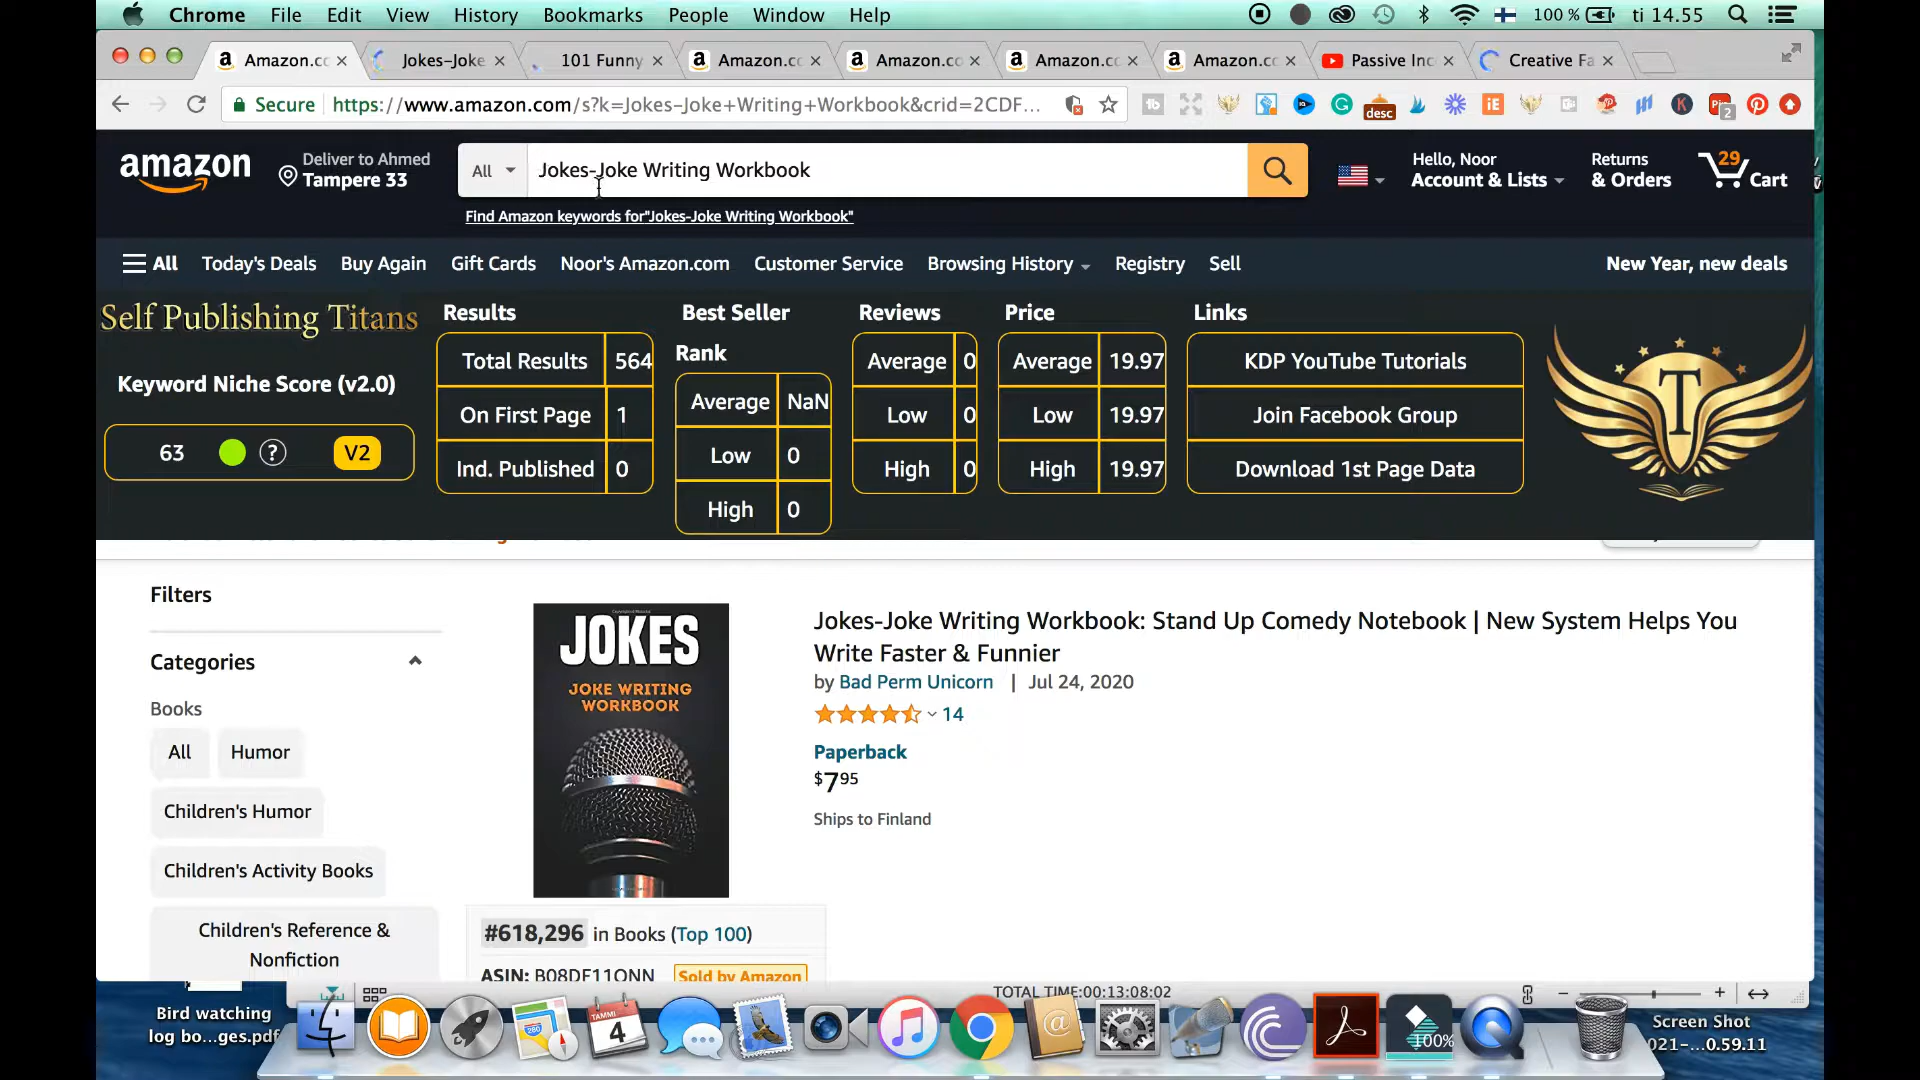 Chrome File Edit View History Bookmarks People Window Help 100 % ti 14.55
Amazon.cc Jokes-Joke 101 Funny Amazon.cc Amazon.cc Amazon.cc Amazon.cc Passive Inc Creative Fa
Secure https://www.amazon.com/s?k=Jokes-Joke+Writing+Workbook&crid=2CDF...
desc
2
amazon
Deliver to Ahmed
Tampere 33
All
Jokes-Joke Writing Workbook
Find Amazon keywords for"Jokes-Joke Writing Workbook"
Hello, Noor
Account & Lists
Returns
& Orders
29
Cart
All Today's Deals Buy Again Gift Cards Noor's Amazon.com Customer Service Browsing History Registry Sell New Year, new deals
Self Publishing Titans
Keyword Niche Score (v2.0)
63 ? V2
Results
Total Results 564
On First Page 1
Ind. Published 0
Best Seller
Rank
Average NaN
Low 0
High 0
Reviews
Average 0
Low 0
High 0
Price
Average 19.97
Low 19.97
High 19.97
Links
KDP YouTube Tutorials
Join Facebook Group
Download 1st Page Data
T
Filters
Categories
Books
All Humor
Children's Humor
Children's Activity Books
Children's Reference &
Nonfiction
JOKES
JOKE WRITING
WORKBOOK
Jokes-Joke Writing Workbook: Stand Up Comedy Notebook | New System Helps You
Write Faster & Funnier
by Bad Perm Unicorn | Jul 24, 2020
14
Paperback
$7.95
Ships to Finland
#618,296 in Books (Top 100)
ASIN: B08DF11QNN Sold by Amazon
TOTAL TIME:00:13:08:02
Bird watching
log bo...ges.pdf
TAMMI
4
100%
Screen Shot
021-...0.59.11